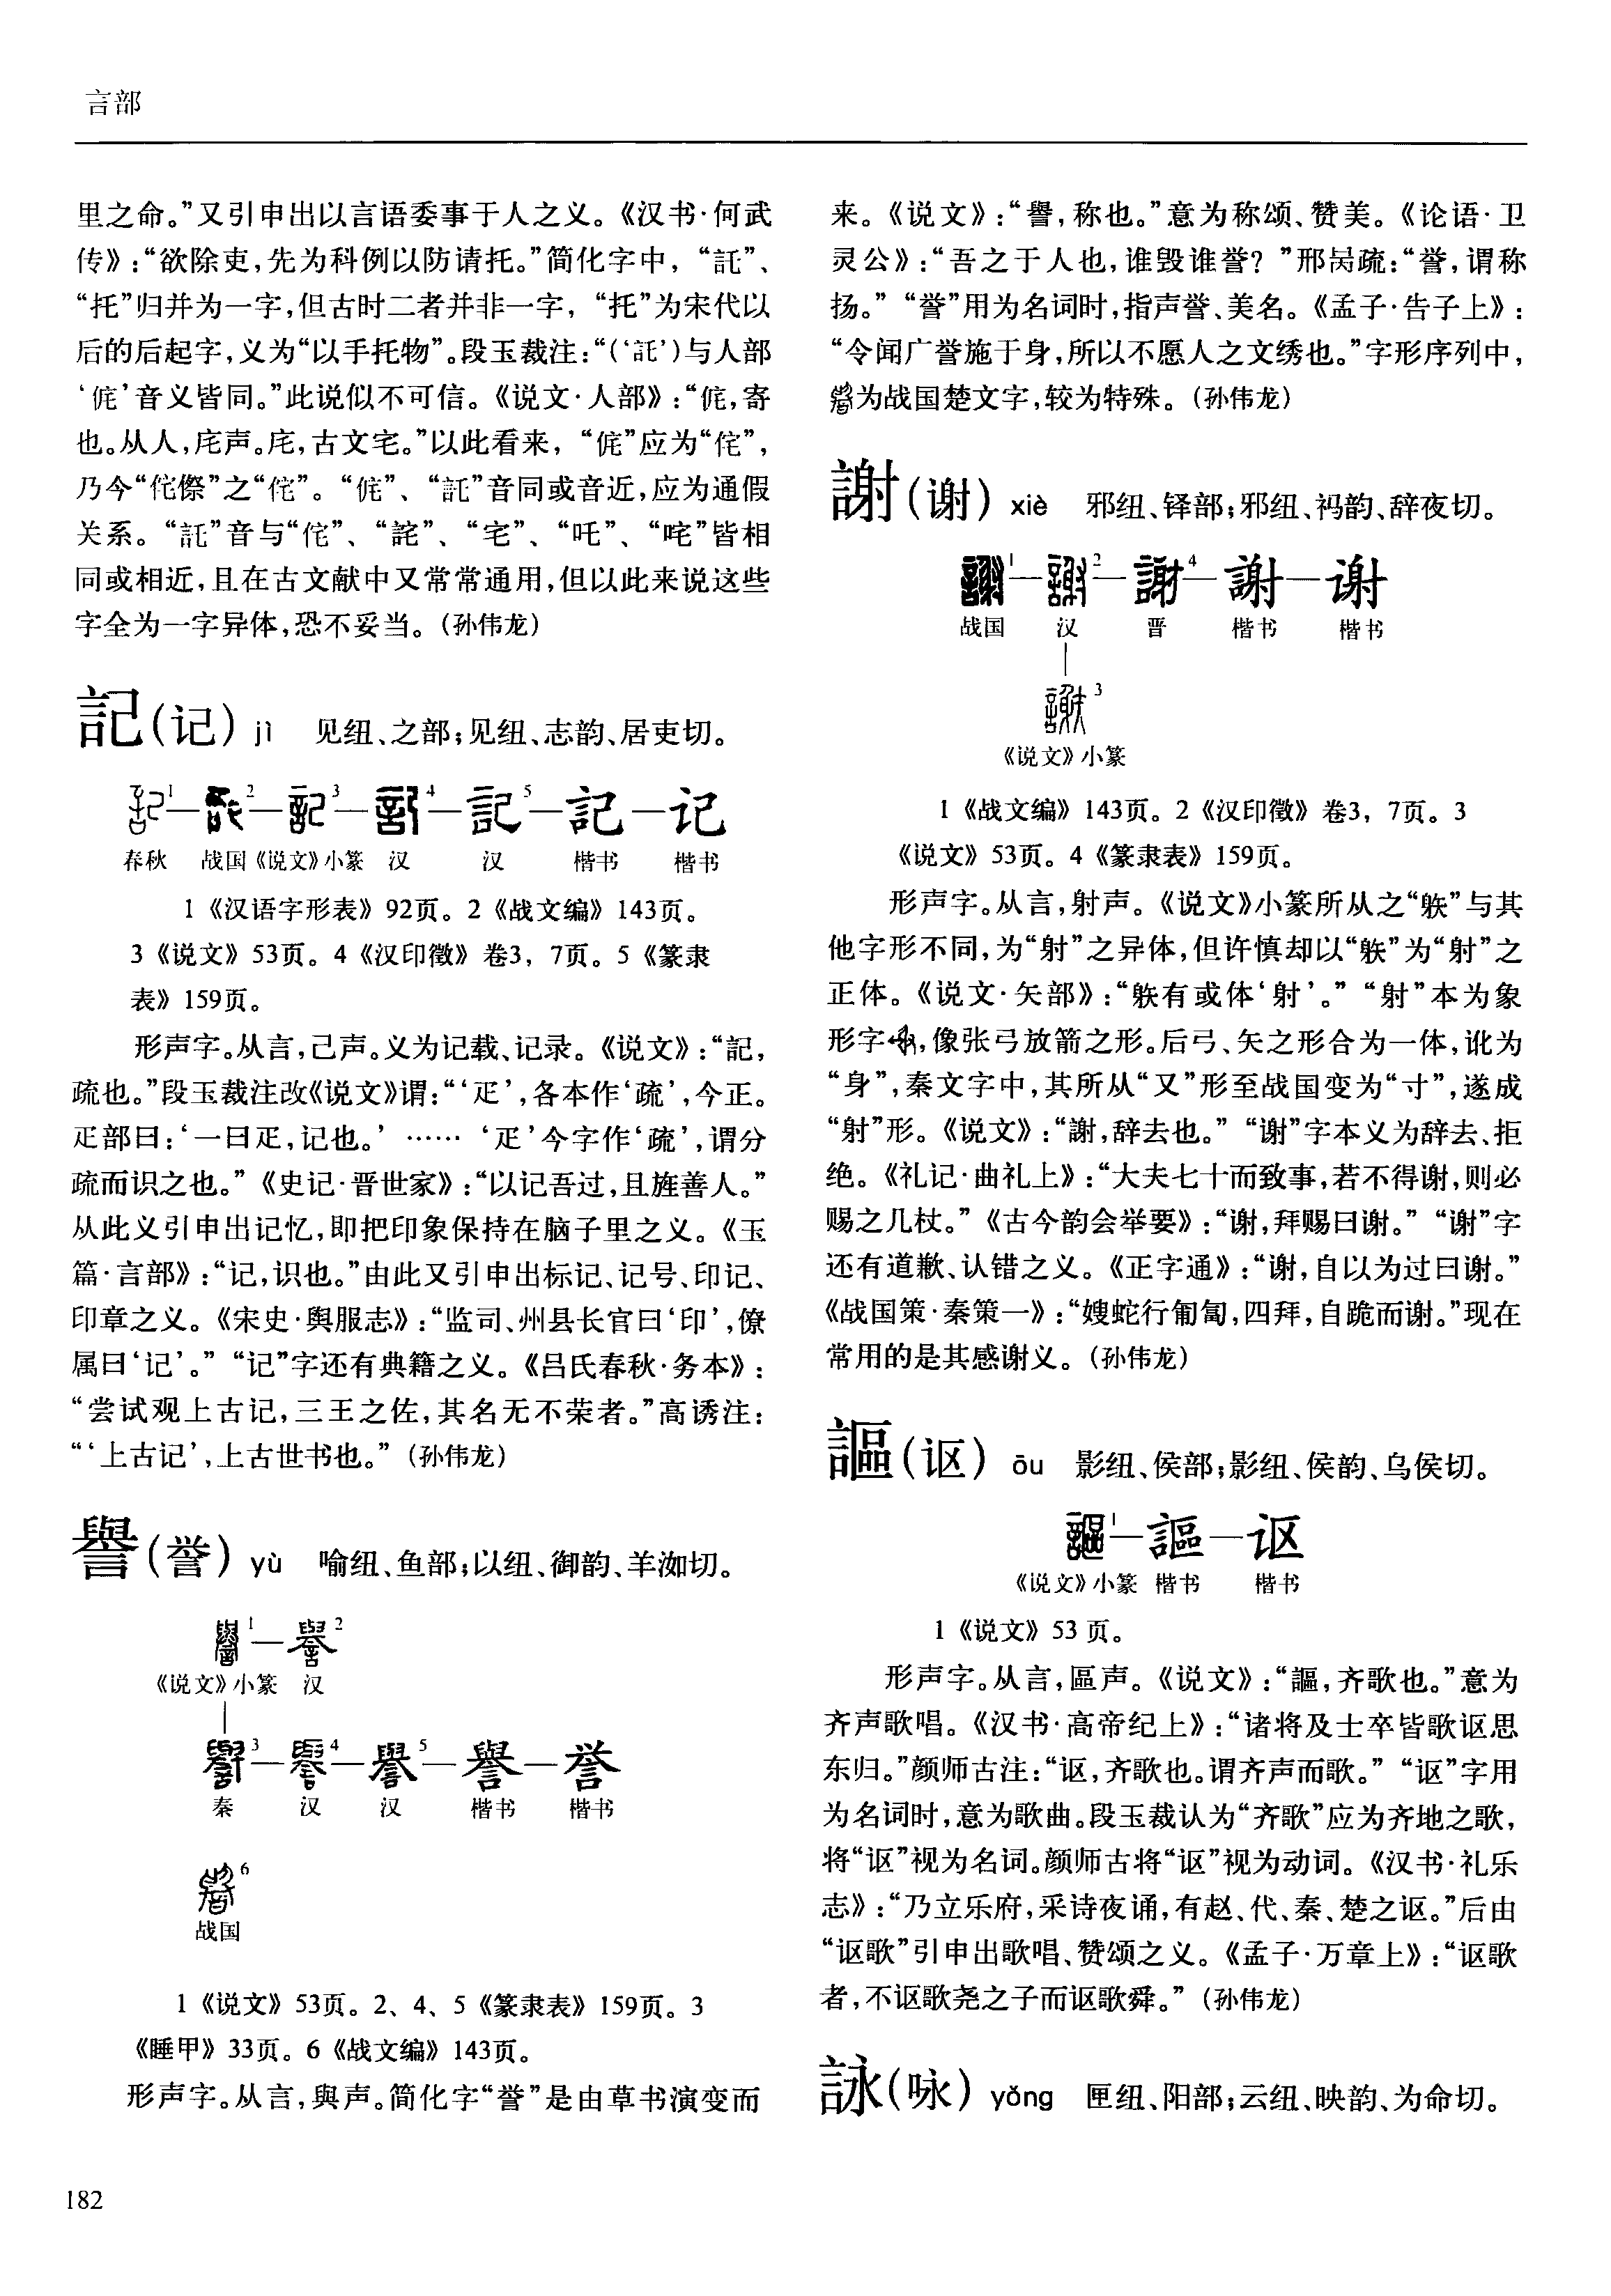 言部
里之命。”又引申出以言语委事于人之义。《汉书·何武
传》:“欲除吏,先为科例以防请托。”简化字中,“託”、
“托”归并为一字,但古时二者并非一字,“托”为宋代以
后的后起字,义为“以手托物”。段玉裁注:“(‘託’)与人部
‘侂’音义皆同。”此说似不可信。《说文·人部》:“侂,寄
也。从人,㡯声。㡯,古文宅。”以此看来,“侂”应为“侘”,
乃今“侘傺”之“侘”。“侂”、“託”音同或音近,应为通假
关系。“託”音与“侘”、“詫”、“宅”、“吒”、“咤”皆相
同或相近,且在古文献中又常常通用,但以此来说这些
字全为一字异体,恐不妥当。(孙伟龙)
記(记) jì 见纽、之部;见纽、志韵、居吏切。
1—2—3—4—記5—記—记
春秋 战国《说文》小篆 汉 汉 楷书 楷书
1《汉语字形表》92页。2《战文编》143页。
3《说文》53页。4《汉印徵》卷3,7页。5《篆隶
表》159页。
形声字。从言,己声。义为记载、记录。《说文》:“記,
疏也。”段玉裁注改《说文》谓:“‘疋’,各本作‘疏’,今正。
疋部曰:‘一曰疋,记也。’……‘疋’今字作‘疏’,谓分
疏而识之也。”《史记·晋世家》:“以记吾过,且旌善人。”
从此义引申出记忆,即把印象保持在脑子里之义。《玉
篇·言部》:“记,识也。”由此又引申出标记、记号、印记、
印章之义。《宋史·舆服志》:“监司、州县长官曰‘印’,僚
属曰‘记’。”“记”字还有典籍之义。《吕氏春秋·务本》:
“尝试观上古记,三王之佐,其名无不荣者。”高诱注:
“‘上古记’,上古世书也。”(孙伟龙)
譽(誉) yù 喻纽、鱼部;以纽、御韵、羊洳切。
1—2
《说文》小篆 汉
3—4—5—譽—誉
秦 汉 汉 楷书 楷书
6
战国
1《说文》53页。2、4、5《篆隶表》159页。3
《睡甲》33页。6《战文编》143页。
形声字。从言,與声。简化字“誉”是由草书演变而
来。《说文》:“譽,称也。”意为称颂、赞美。《论语·卫
灵公》:“吾之于人也,谁毁谁誉?”邢昺疏:“誉,谓称
扬。”“誉”用为名词时,指声誉、美名。《孟子·告子上》:
“令闻广誉施于身,所以不愿人之文绣也。”字形序列中,
为战国楚文字,较为特殊。(孙伟龙)
謝(谢) xiè 邪纽、铎部;邪纽、祃韵、辞夜切。
1—2—謝4—謝—谢
战国 汉 晋 楷书 楷书
3
《说文》小篆
1《战文编》143页。2《汉印徵》卷3,7页。3
《说文》53页。4《篆隶表》159页。
形声字。从言,射声。《说文》小篆所从之“躲”与其
他字形不同,为“射”之异体,但许慎却以“躲”为“射”之
正体。《说文·矢部》:“躲有或体‘射’。”“射”本为象
形字,像张弓放箭之形。后弓、矢之形合为一体,讹为
“身”,秦文字中,其所从“又”形至战国变为“寸”,遂成
“射”形。《说文》:“謝,辞去也。”“谢”字本义为辞去、拒
绝。《礼记·曲礼上》:“大夫七十而致事,若不得谢,则必
赐之几杖。”《古今韵会举要》:“谢,拜赐曰谢。”“谢”字
还有道歉、认错之义。《正字通》:“谢,自以为过曰谢。”
《战国策·秦策一》:“嫂蛇行匍匐,四拜,自跪而谢。”现在
常用的是其感谢义。(孙伟龙)
謳(讴) ōu 影纽、侯部;影纽、侯韵、乌侯切。
1—謳—讴
《说文》小篆 楷书 楷书
1《说文》53页。
形声字。从言,區声。《说文》:“謳,齐歌也。”意为
齐声歌唱。《汉书·高帝纪上》:“诸将及士卒皆歌讴思
东归。”颜师古注:“讴,齐歌也。谓齐声而歌。”“讴”字用
为名词时,意为歌曲。段玉裁认为“齐歌”应为齐地之歌,
将“讴”视为名词。颜师古将“讴”视为动词。《汉书·礼乐
志》:“乃立乐府,采诗夜诵,有赵、代、秦、楚之讴。”后由
“讴歌”引申出歌唱、赞颂之义。《孟子·万章上》:“讴歌
者,不讴歌尧之子而讴歌舜。”(孙伟龙)
詠(咏) yǒng 匣纽、阳部;云纽、映韵、为命切。
182